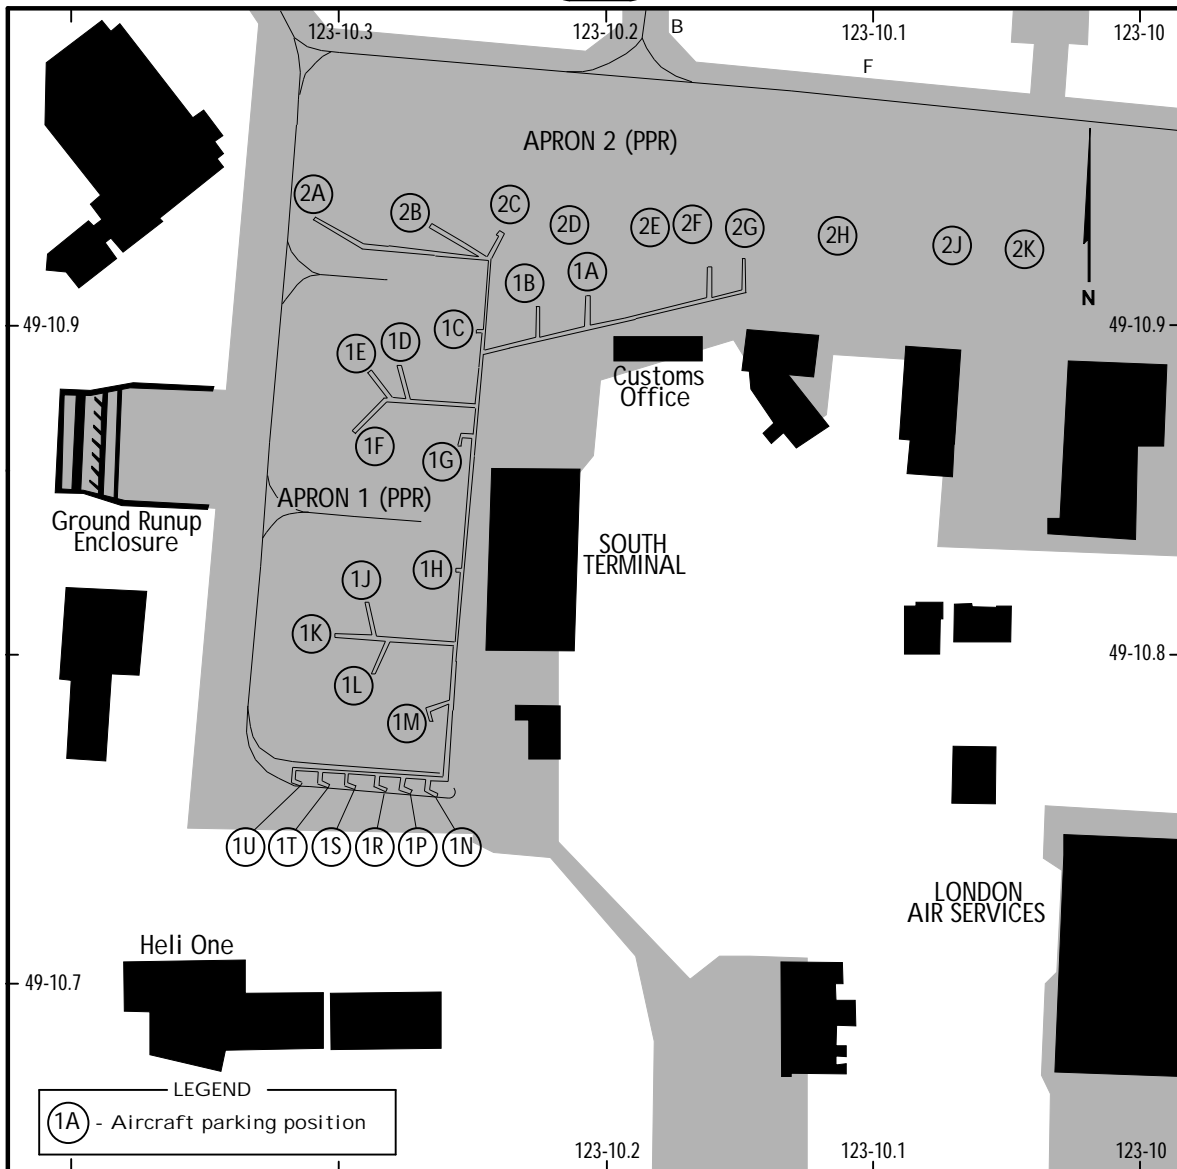 123-10.3
123-10.2
B
123-10.1
123-10
F
APRON 2 (PPR)
2A
2B
2C
2D
2E
2F
2G
2H
2J
2K
1B
1A
N
49-10.9
1C
49-10.9
1D
1E
Customs
Office
1F
1G
APRON 1 (PPR)
Ground Runup
Enclosure
SOUTH
TERMINAL
1H
1J
1K
1L
49-10.8
1M
1U
1T
1S
1R
1P
1N
LONDON
AIR SERVICES
Heli One
49-10.7
LEGEND
1A - Aircraft parking position
123-10.2
123-10.1
123-10